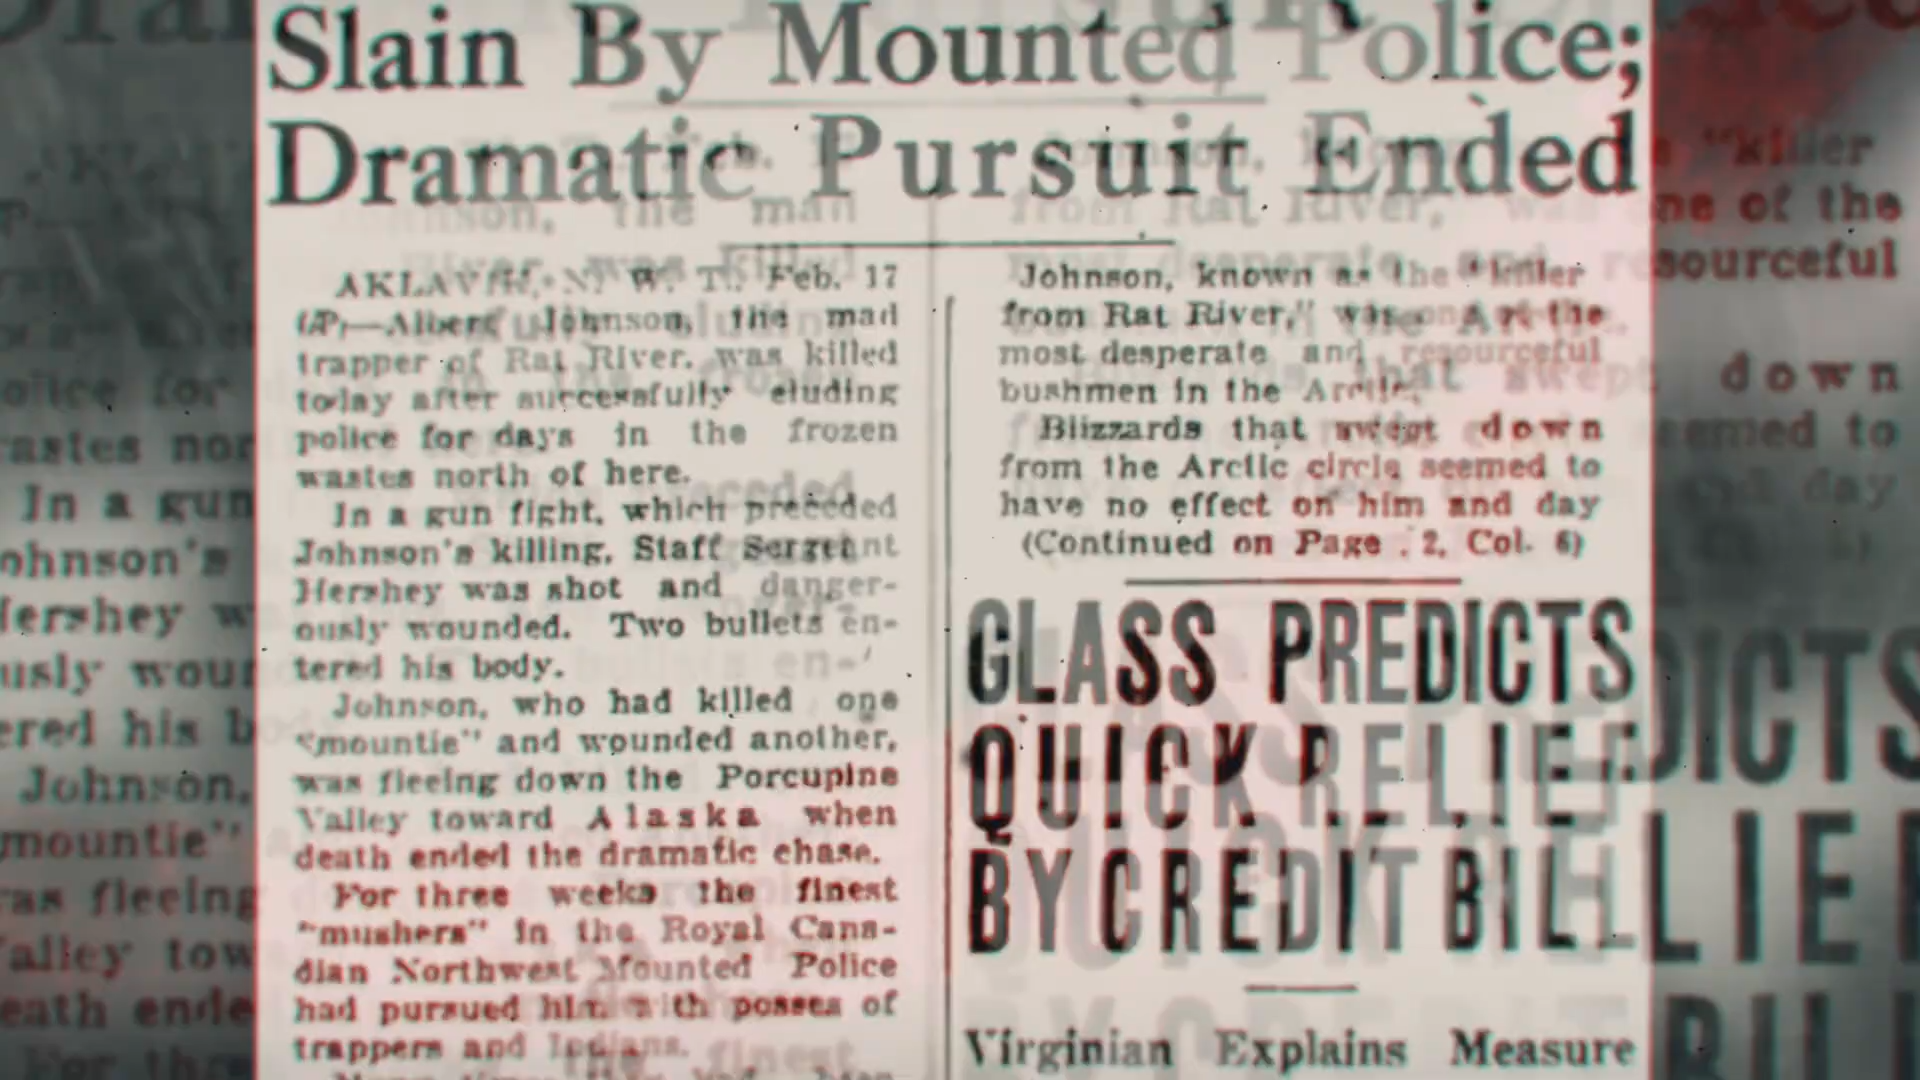 Slain By Mounted Police;
Dramatic Pursuit Ended
AKLAVIK, N. W. T., Feb. 17
(AP)—Albert Johnson, the mad
trapper of Rat River, was killed
today after successfully eluding
police for days in the frozen
wastes north of here.
In a gun fight, which preceded
Johnson's killing, Staff Sergeant
Hershey was shot and danger-
ously wounded. Two bullets en-
tered his body.
Johnson, who had killed one
"mountie" and wounded another,
was fleeing down the Porcupine
Valley toward Alaska when
death ended the dramatic chase.
For three weeks the finest
"mushers" in the Royal Cana-
dian Northwest Mounted Police
had pursued him with posses of
trappers and Indians.
Johnson, known as the "killer
from Rat River," was one of the
most desperate and resourceful
bushmen in the Arctic.
Blizzards that swept down
from the Arctic circle seemed to
have no effect on him and day
(Continued on Page 2, Col. 6)
GLASS PREDICTS
QUICK RELIEF
BY CREDIT BILL
Virginian Explains Measure